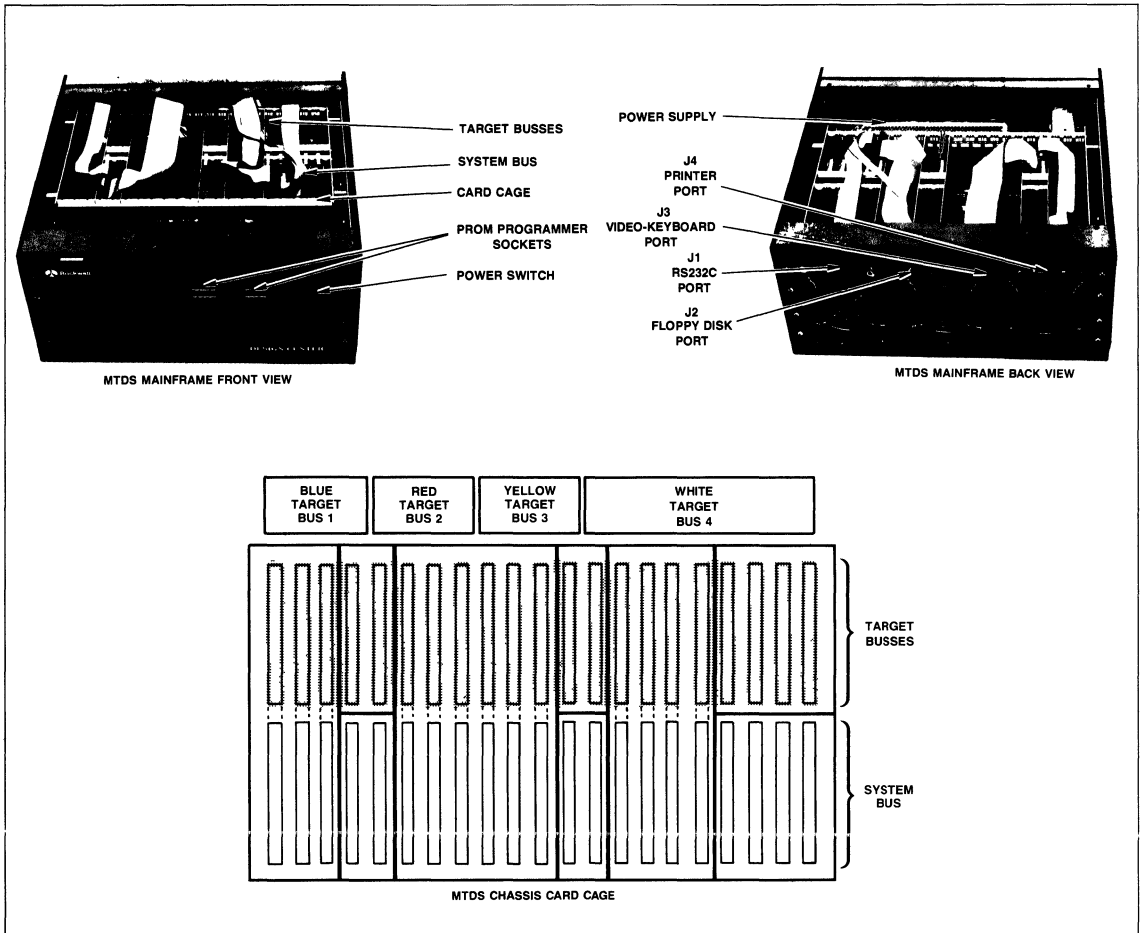 TARGET BUSSES
SYSTEM BUS
CARD CAGE
PROM PROGRAMMER
SOCKETS
POWER SWITCH
Rockwell
DESIGN CENTER
MTDS MAINFRAME FRONT VIEW
POWER SUPPLY
J4
PRINTER
PORT
J3
VIDEO-KEYBOARD
PORT
J1
RS232C
PORT
J2
FLOPPY DISK
PORT
MTDS MAINFRAME BACK VIEW
BLUE
TARGET
BUS 1
RED
TARGET
BUS 2
YELLOW
TARGET
BUS 3
WHITE
TARGET
BUS 4
TARGET
BUSSES
SYSTEM
BUS
MTDS CHASSIS CARD CAGE